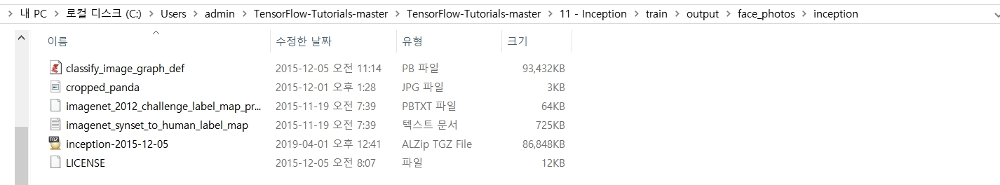 내 PC > 로컬 디스크 (C:) > Users > admin > TensorFlow-Tutorials-master > TensorFlow-Tutorials-master > 11 - Inception > train > output > face_photos > inception
이름 수정한 날짜 유형 크기
classify_image_graph_def 2015-12-05 오전 11:14 PB 파일 93,432KB
cropped_panda 2015-12-01 오후 1:28 JPG 파일 3KB
imagenet_2012_challenge_label_map_pr... 2015-11-19 오전 7:39 PBTXT 파일 64KB
imagenet_synset_to_human_label_map 2015-11-19 오전 7:39 텍스트 문서 725KB
inception-2015-12-05 2019-04-01 오후 12:41 ALZip TGZ File 86,848KB
LICENSE 2015-12-05 오전 8:07 파일 12KB